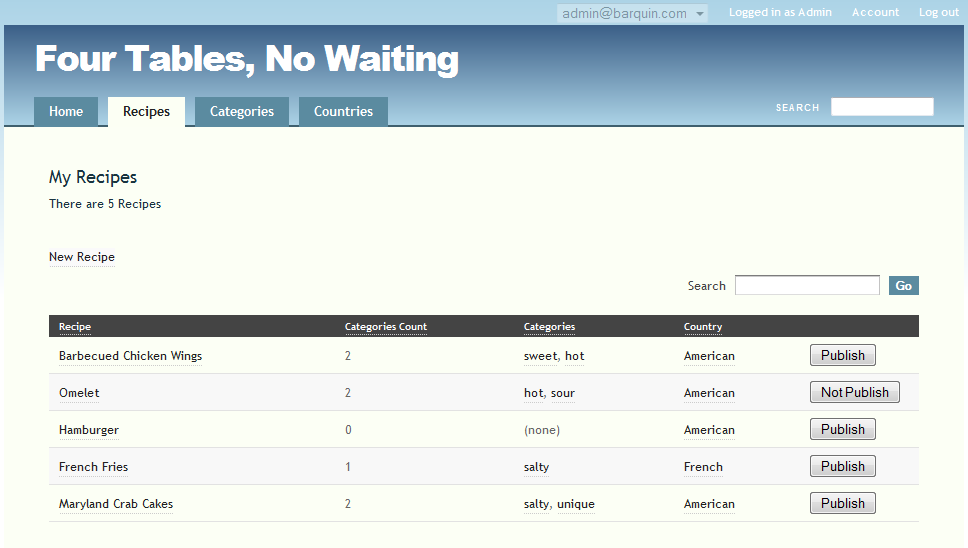 admin@barquin.com Logged in as Admin Account Log out
Four Tables, No Waiting
Home Recipes Categories Countries SEARCH
My Recipes
There are 5 Recipes
New Recipe
Search Go
Recipe Categories Count Categories Country
Barbecued Chicken Wings 2 sweet, hot American Publish
Omelet 2 hot, sour American Not Publish
Hamburger 0 (none) American Publish
French Fries 1 salty French Publish
Maryland Crab Cakes 2 salty, unique American Publish